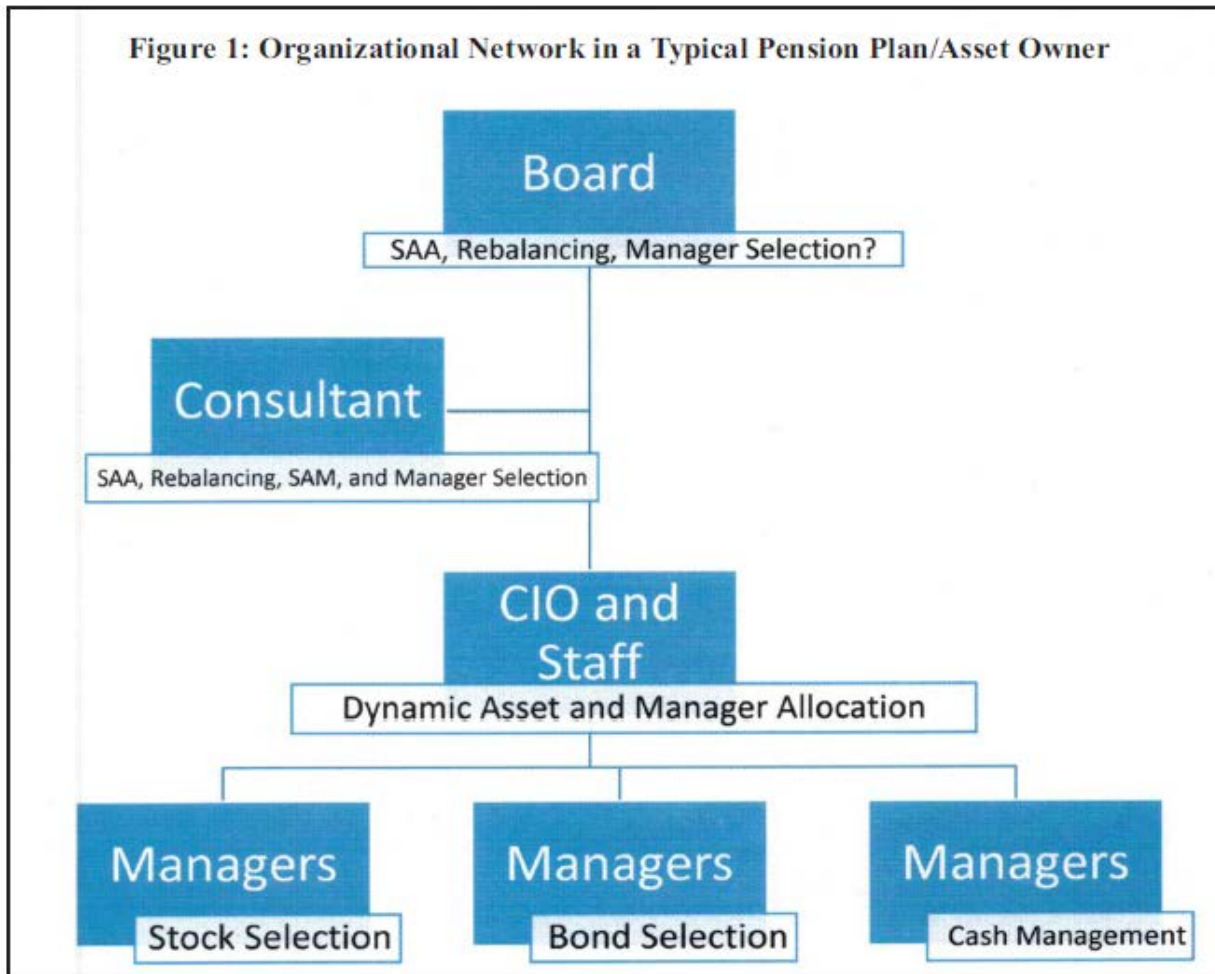 Figure 1: Organizational Network in a Typical Pension Plan/Asset Owner
Board
SAA, Rebalancing, Manager Selection?
Consultant
SAA, Rebalancing, SAM, and Manager Selection
CIO and
Staff
Dynamic Asset and Manager Allocation
Managers
Stock Selection
Managers
Bond Selection
Managers
Cash Management